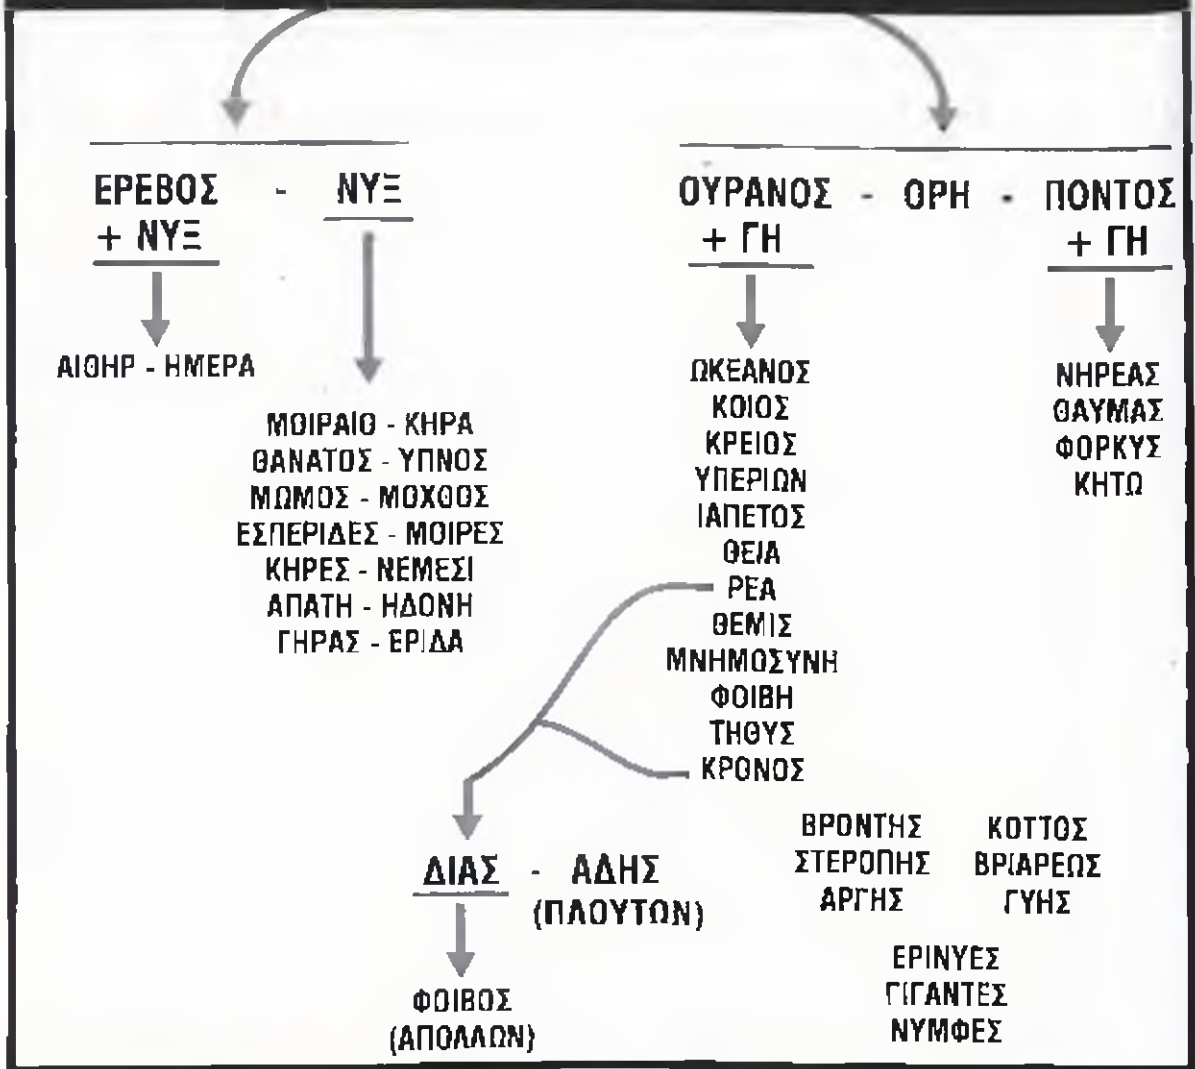 ΕΡΕΒΟΣ - ΝΥΞ
+ ΝΥΞ
ΑΙΘΗΡ - ΗΜΕΡΑ
ΜΟΙΡΑΙΟ - ΚΗΡΑ
ΘΑΝΑΤΟΣ - ΥΠΝΟΣ
ΜΩΜΟΣ - ΜΟΧΘΟΣ
ΕΣΠΕΡΙΔΕΣ - ΜΟΙΡΕΣ
ΚΗΡΕΣ - ΝΕΜΕΣΙ
ΑΠΑΤΗ - ΗΔΟΝΗ
ΓΗΡΑΣ - ΕΡΙΔΑ
ΟΥΡΑΝΟΣ - ΟΡΗ - ΠΟΝΤΟΣ
+ ΓΗ
+ ΓΗ
ΩΚΕΑΝΟΣ
ΚΟΙΟΣ
ΚΡΕΙΟΣ
ΥΠΕΡΙΩΝ
ΙΑΠΕΤΟΣ
ΘΕΙΑ
ΡΕΑ
ΘΕΜΙΣ
ΜΝΗΜΟΣΥΝΗ
ΦΟΙΒΗ
ΤΗΘΥΣ
ΚΡΟΝΟΣ
ΝΗΡΕΑΣ
ΘΑΥΜΑΣ
ΦΟΡΚΥΣ
ΚΗΤΩ
ΔΙΑΣ - ΑΔΗΣ
(ΠΛΟΥΤΩΝ)
ΦΟΙΒΟΣ
(ΑΠΟΛΛΩΝ)
ΒΡΟΝΤΗΣ
ΣΤΕΡΟΠΗΣ
ΑΡΓΗΣ
ΚΟΤΤΟΣ
ΒΡΙΑΡΕΩΣ
ΓΥΗΣ
ΕΡΙΝΥΕΣ
ΓΙΓΑΝΤΕΣ
ΝΥΜΦΕΣ